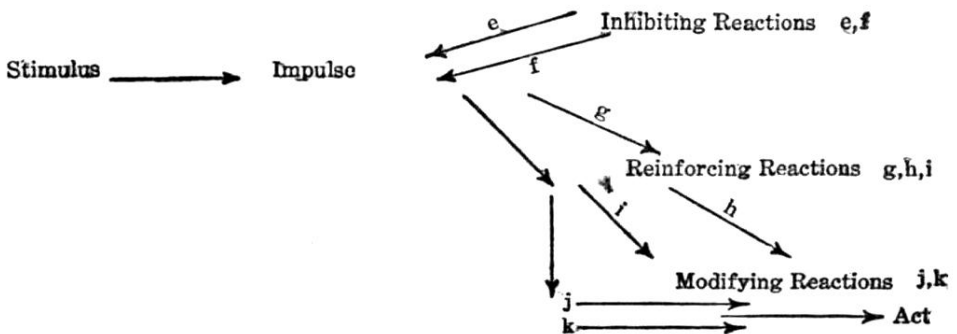 e
Inhibiting Reactions e,f
Stimulus
Impulse
f
g
Reinforcing Reactions g,h,i
i
h
Modifying Reactions j,k
j
Act
k